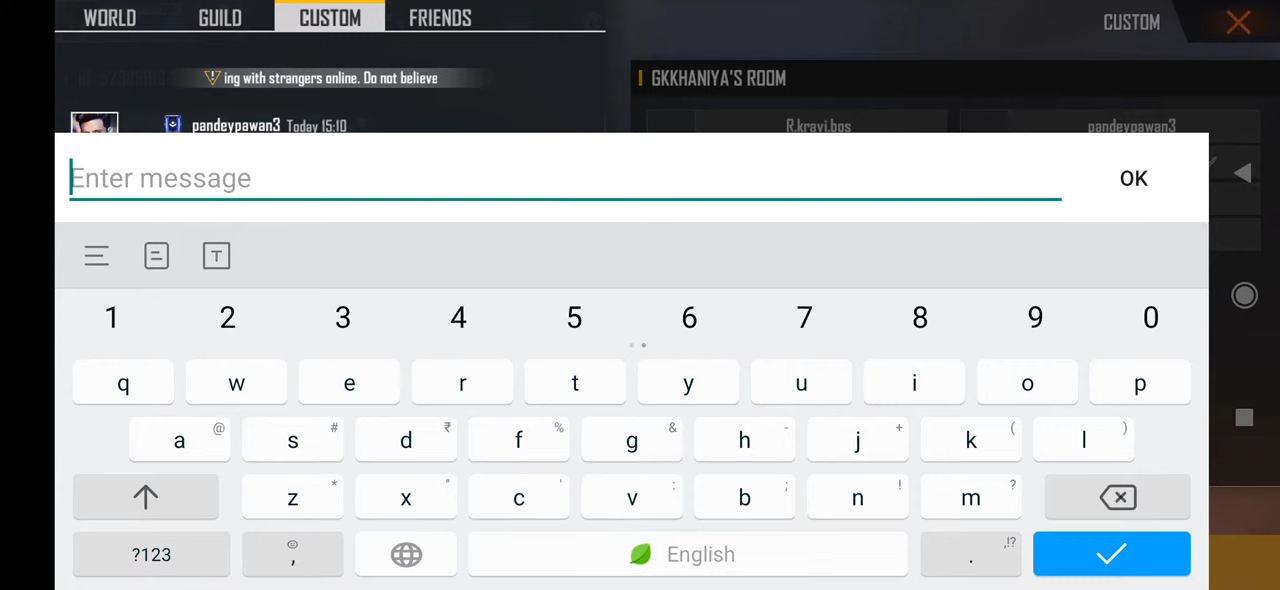 WORLD GUILD CUSTOM FRIENDS
CUSTOM
ing with strangers online. Do not believe
GKKHANIYA'S ROOM
pandeypawan3 Today 15:10
R.kravi.bos pandeypawan3
Enter message
OK
T
1 2 3 4 5 6 7 8 9 0
q w e r t y u i o p
a @ s # d ₹ f % g & h - j + k ( l )
z * x " c ' v : b ; n ! m ?
?123 , English . ,!?